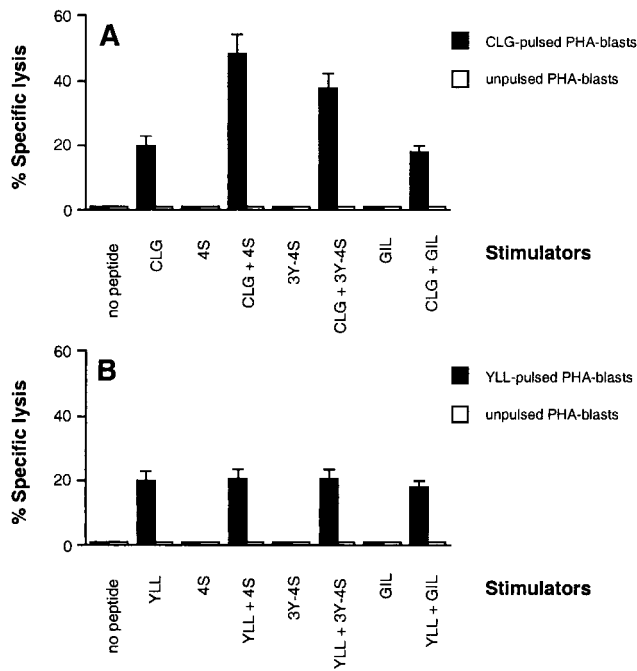 A
60
40
20
0
% Specific lysis
CLG-pulsed PHA-blasts
unpulsed PHA-blasts
no peptide
CLG
4S
CLG + 4S
3Y-4S
CLG + 3Y-4S
GIL
CLG + GIL
Stimulators
B
60
40
20
0
% Specific lysis
YLL-pulsed PHA-blasts
unpulsed PHA-blasts
no peptide
YLL
4S
YLL + 4S
3Y-4S
YLL + 3Y-4S
GIL
YLL + GIL
Stimulators